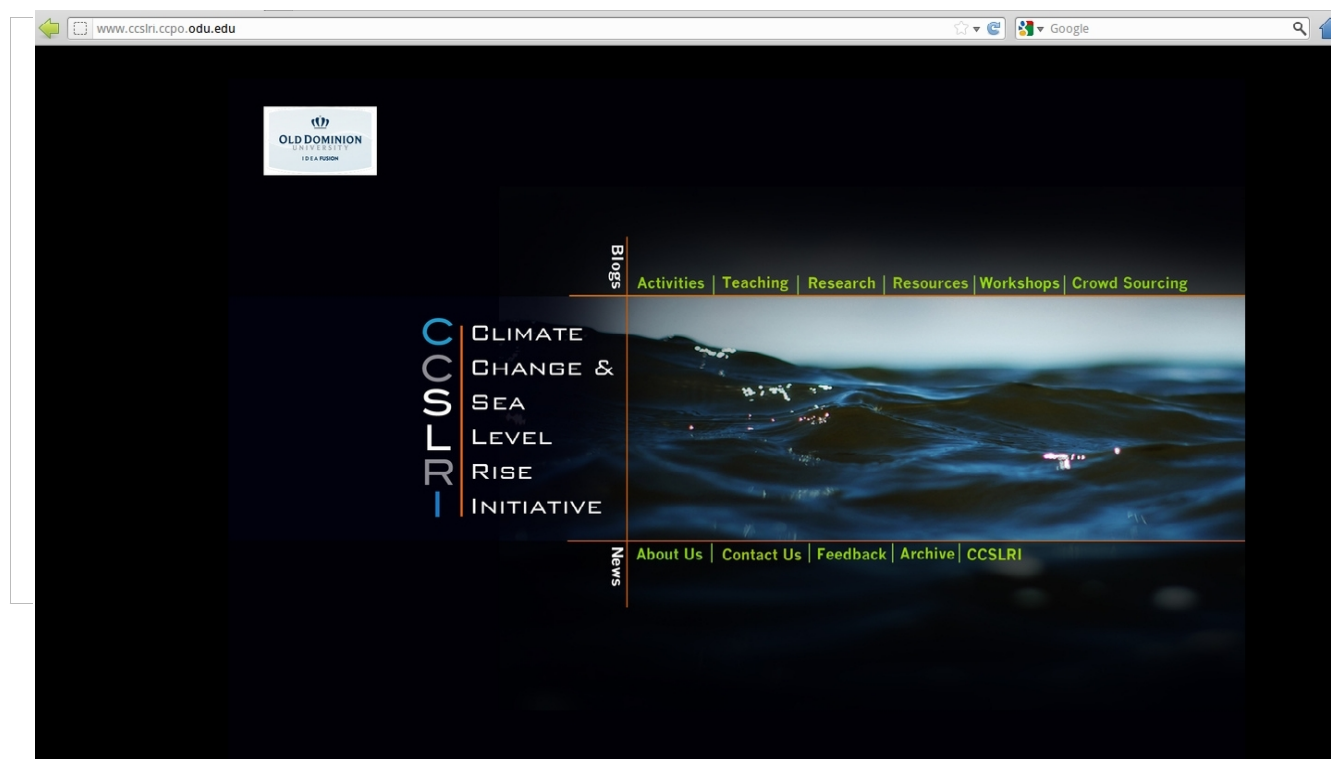 www.ccslri.ccpo.odu.edu
Google
OLD DOMINION
UNIVERSITY
IDEA FUSION
Blogs
Activities | Teaching | Research | Resources | Workshops | Crowd Sourcing
C CLIMATE
C CHANGE &
S SEA
L LEVEL
R RISE
I INITIATIVE
News
About Us | Contact Us | Feedback | Archive | CCSLRI